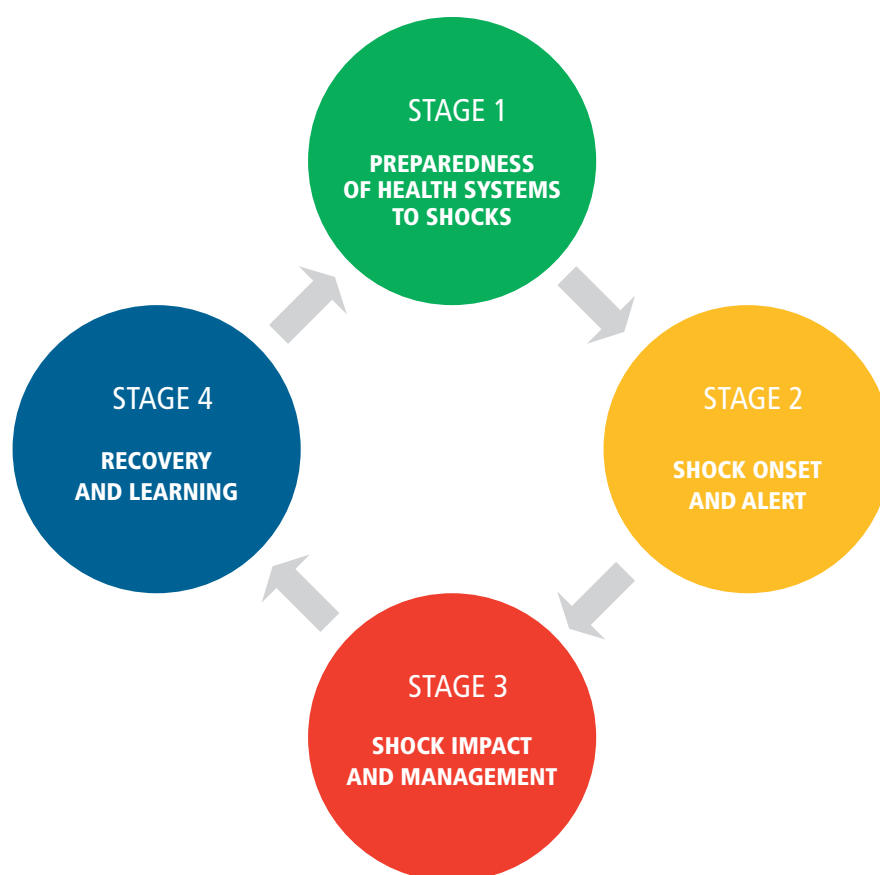 STAGE 1
PREPAREDNESS
OF HEALTH SYSTEMS
TO SHOCKS
STAGE 2
SHOCK ONSET
AND ALERT
STAGE 3
SHOCK IMPACT
AND MANAGEMENT
STAGE 4
RECOVERY
AND LEARNING